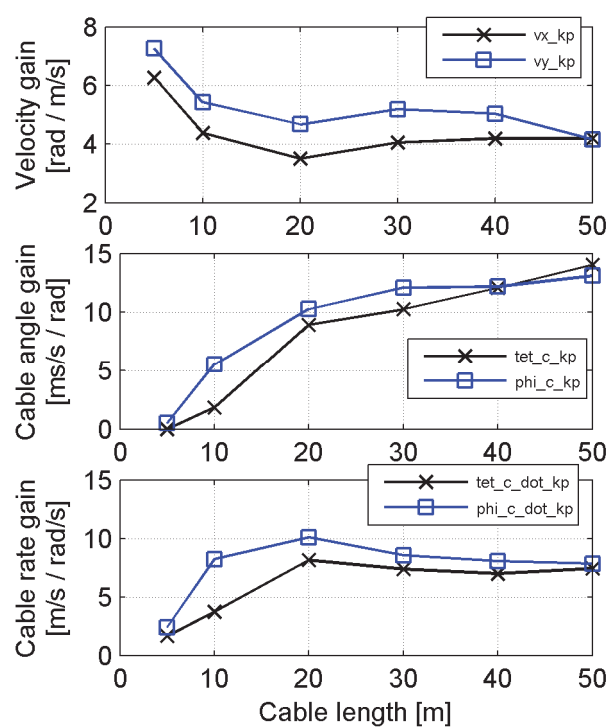 8
6
4
2
Velocity gain
[rad / m/s]
vx_kp
vy_kp
0 10 20 30 40 50
15
10
5
0
Cable angle gain
[ms/s / rad]
tet_c_kp
phi_c_kp
0 10 20 30 40 50
15
10
5
0
Cable rate gain
[m/s / rad/s]
tet_c_dot_kp
phi_c_dot_kp
0 10 20 30 40 50
Cable length [m]